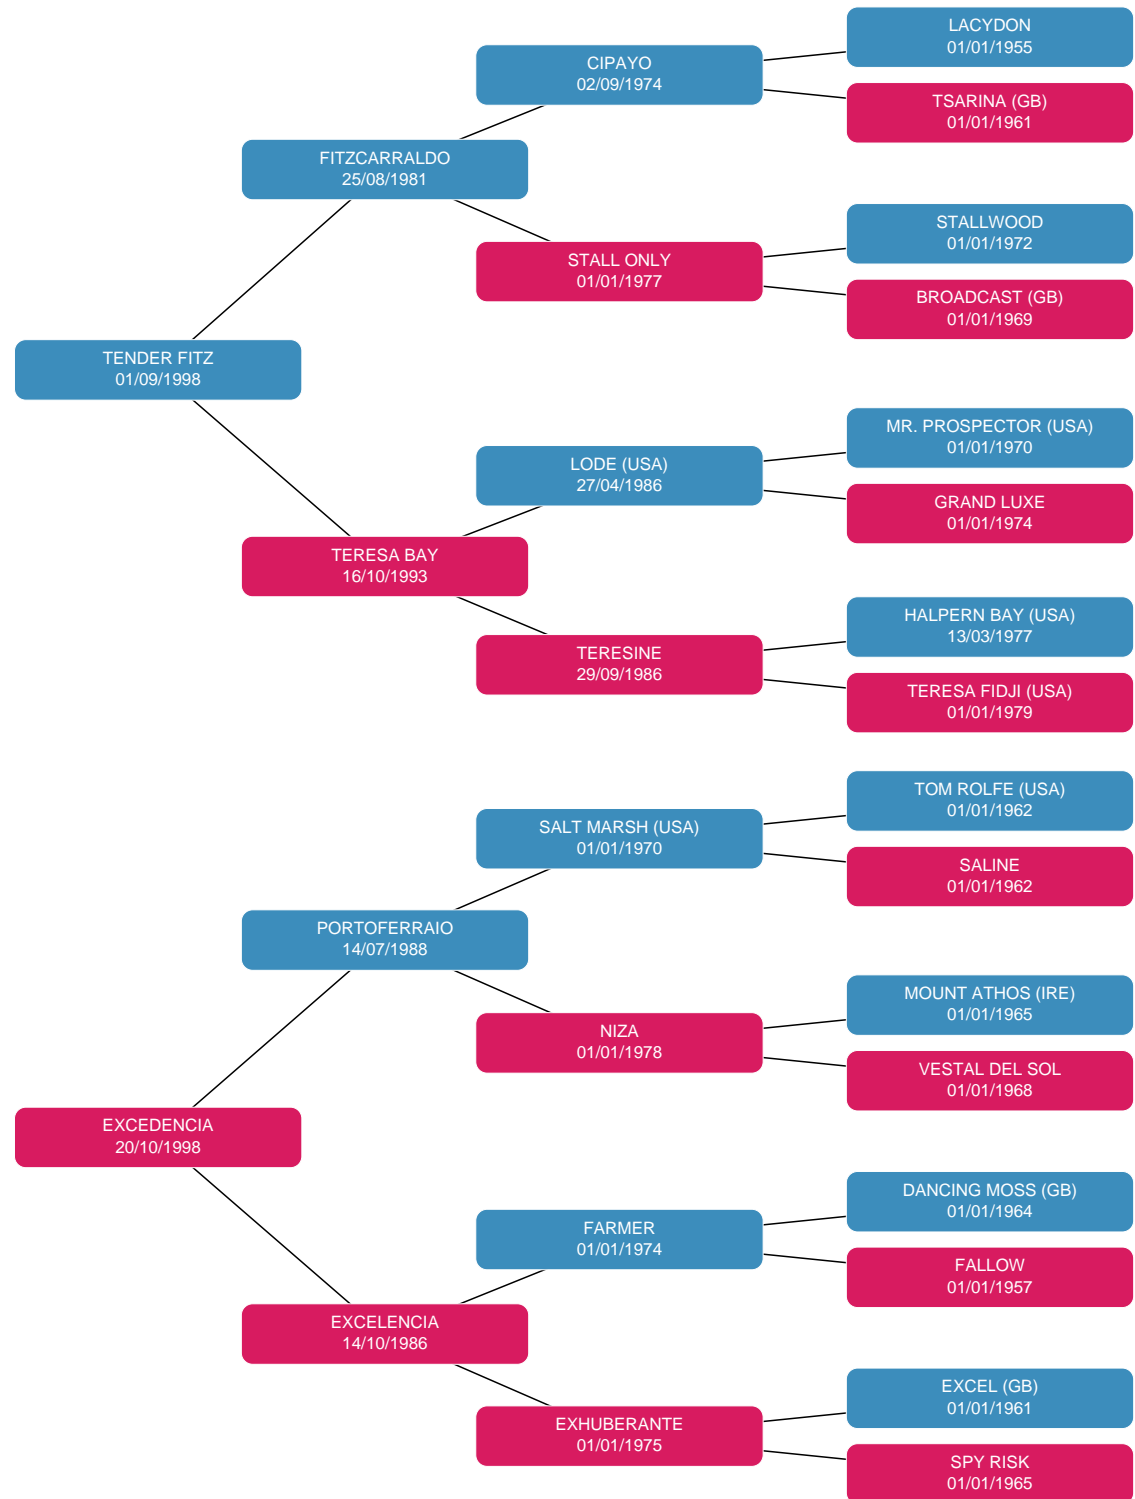 LACYDON
01/01/1955
CIPAYO
02/09/1974
TSARINA (GB)
01/01/1961
FITZCARRALDO
25/08/1981
STALLWOOD
01/01/1972
STALL ONLY
01/01/1977
BROADCAST (GB)
01/01/1969
TENDER FITZ
01/09/1998
MR. PROSPECTOR (USA)
01/01/1970
LODE (USA)
27/04/1986
GRAND LUXE
01/01/1974
TERESA BAY
16/10/1993
HALPERN BAY (USA)
13/03/1977
TERESINE
29/09/1986
TERESA FIDJI (USA)
01/01/1979
TOM ROLFE (USA)
01/01/1962
SALT MARSH (USA)
01/01/1970
SALINE
01/01/1962
PORTOFERRAIO
14/07/1988
MOUNT ATHOS (IRE)
01/01/1965
NIZA
01/01/1978
VESTAL DEL SOL
01/01/1968
EXCEDENCIA
20/10/1998
DANCING MOSS (GB)
01/01/1964
FARMER
01/01/1974
FALLOW
01/01/1957
EXCELENCIA
14/10/1986
EXCEL (GB)
01/01/1961
EXHUBERANTE
01/01/1975
SPY RISK
01/01/1965